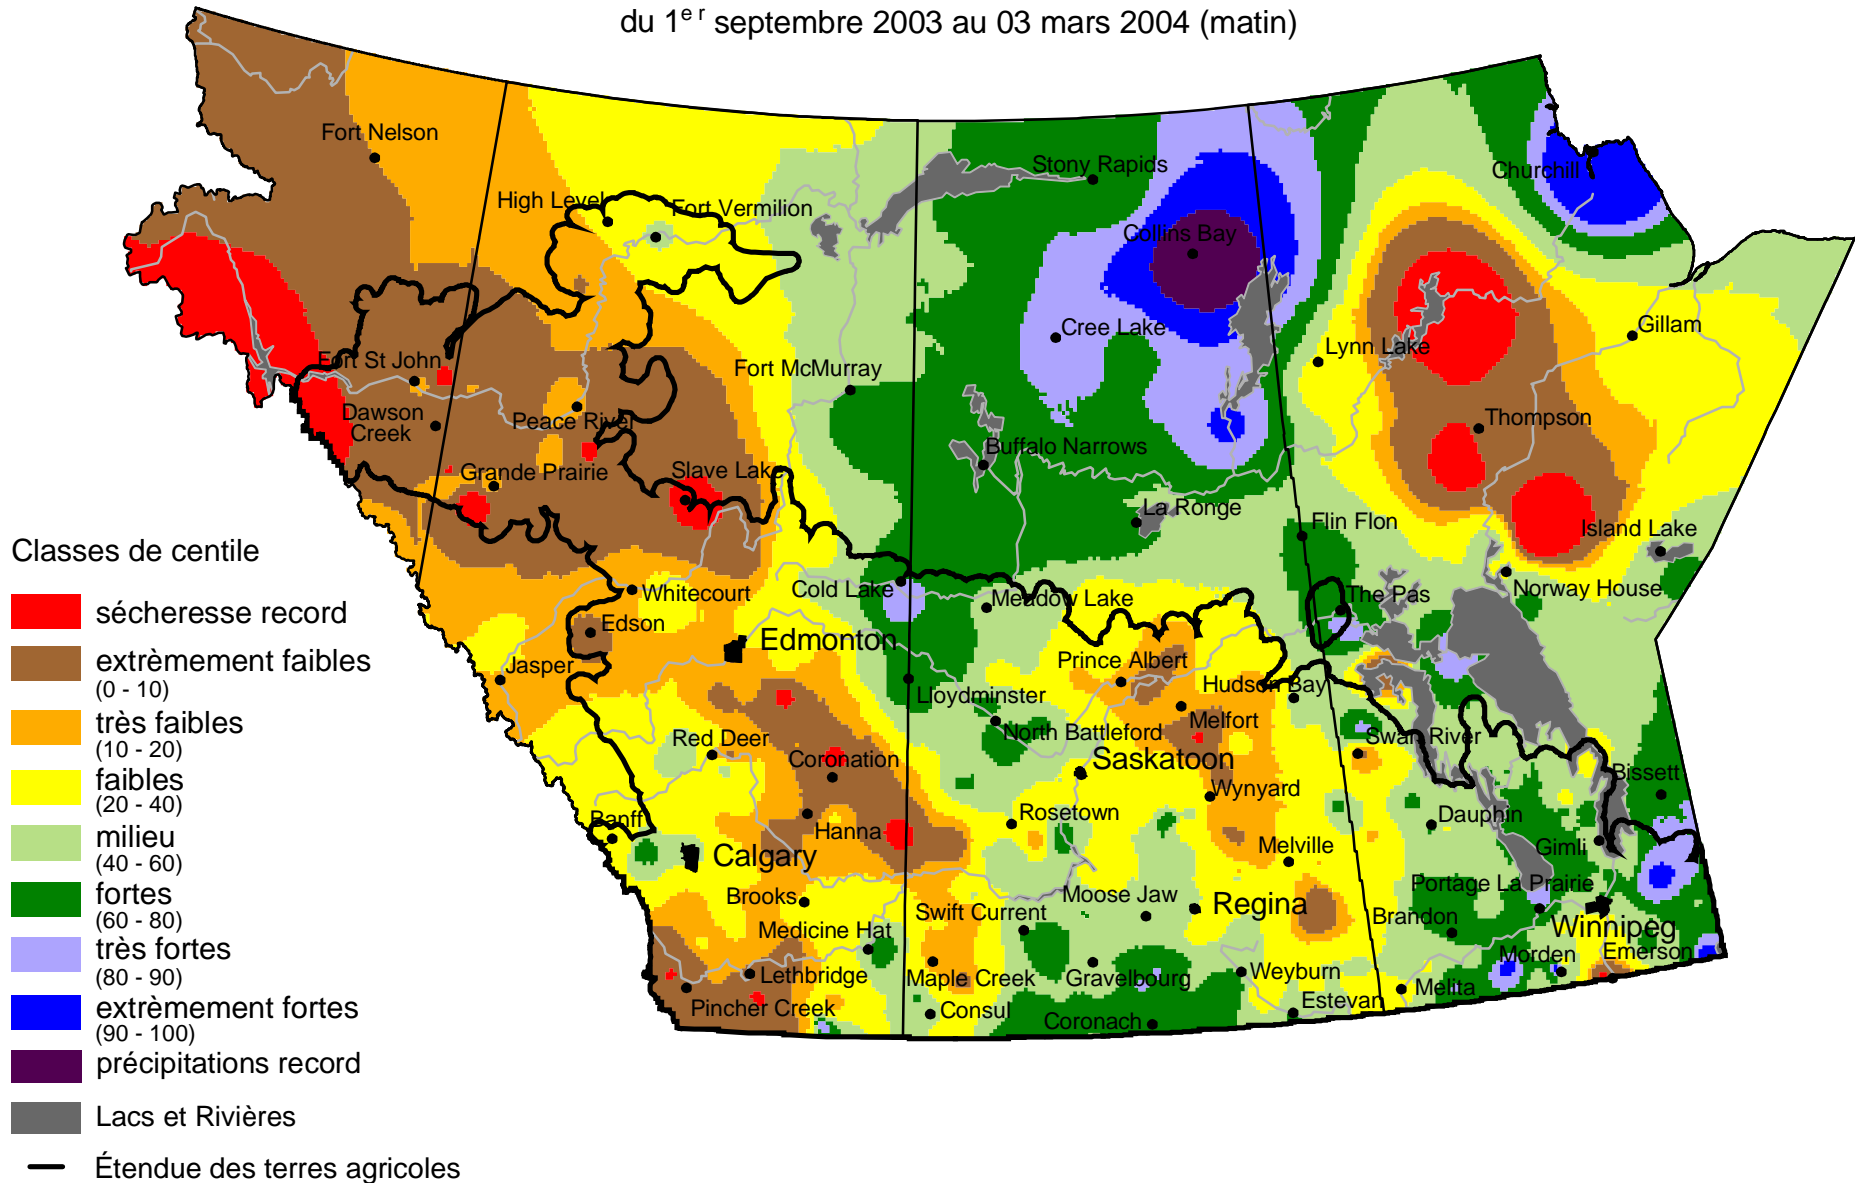 du 1er septembre 2003 au 03 mars 2004 (matin)
Fort Nelson
Stony Rapids
Churchill
High Level
Fort Vermilion
Collins Bay
Cree Lake
Gillam
Lynn Lake
Fort St John
Fort McMurray
Dawson
Creek
Peace River
Thompson
Buffalo Narrows
Grande Prairie
Slave Lake
La Ronge
Flin Flon
Island Lake
Cold Lake
Meadow Lake
The Pas
Norway House
Whitecourt
Edson
Edmonton
Jasper
Prince Albert
Hudson Bay
Lloydminster
North Battleford
Melfort
Red Deer
Coronation
Saskatoon
Swan River
Bissett
Wynyard
Banff
Hanna
Rosetown
Dauphin
Calgary
Melville
Gimli
Brooks
Moose Jaw
Regina
Portage La Prairie
Swift Current
Brandon
Winnipeg
Medicine Hat
Morden
Emerson
Lethbridge
Maple Creek
Gravelbourg
Weyburn
Melita
Pincher Creek
Consul
Coronach
Estevan
Classes de centile
sécheresse record
extrèmement faibles
(0 - 10)
très faibles
(10 - 20)
faibles
(20 - 40)
milieu
(40 - 60)
fortes
(60 - 80)
très fortes
(80 - 90)
extrèmement fortes
(90 - 100)
précipitations record
Lacs et Rivières
Étendue des terres agricoles